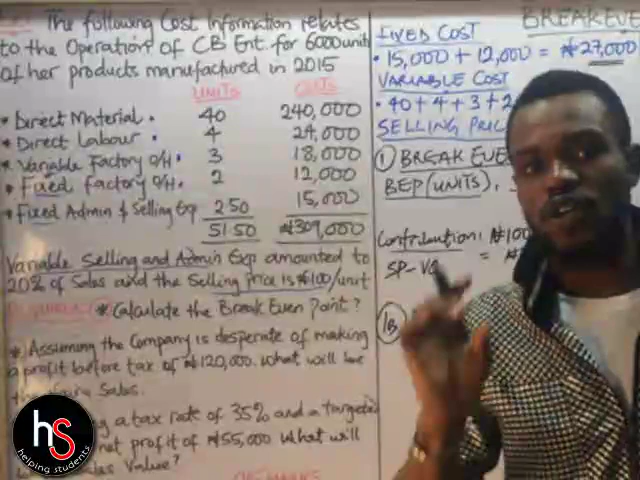 The following Cost Information relates
to the Operation of CB Ent. for 6000 units
of her products manufactured in 2015
UNITS
• Direct Material. 40 240,000
• Direct Labour. 4 24,000
• Variable Factory O/H. 3 18,000
• Fixed Factory O/H. 2 12,000
• Fixed Admin & Selling Exp 2.50 15,000
51.50 ₦309,000
Variable Selling and Admin Exp amounted to
20% of Sales and the Selling Price is ₦100/unit
* Calculate the Break Even Point?
* Assuming the Company is desperate of making
a profit before tax of ₦120,000. What will be
Sales.
a tax rate of 35% and a targeted
net profit of ₦55,000 What will
Sales Value?
BREAKEVE
FIXED COST
• 15,000 + 12,000 = ₦27,000
VARIABLE COST
• 40 + 4 + 3 + 2
SELLING PRIC
① BREAK EVE
BEP (UNITS).
Contribution: ₦100
SP - VC =
hs
helping students